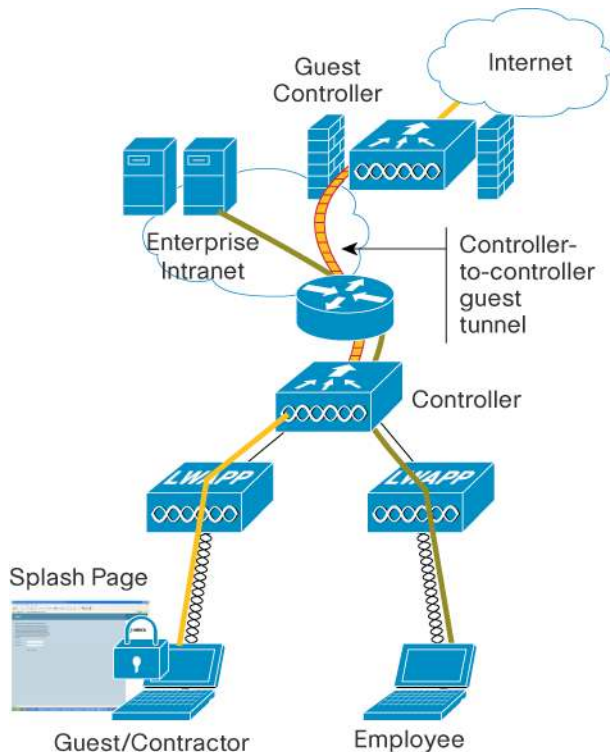 Internet
Guest
Controller
Enterprise
Intranet
Controller-
to-controller
guest
tunnel
Controller
LWAPP
LWAPP
Splash Page
Guest/Contractor
Employee